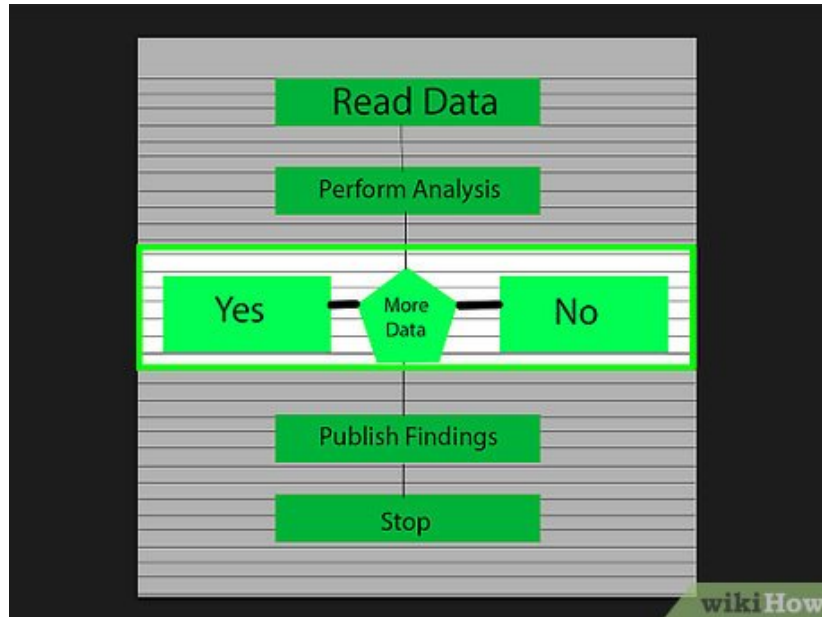 Read Data
Perform Analysis
Yes
More
Data
No
Publish Findings
Stop
wikiHow